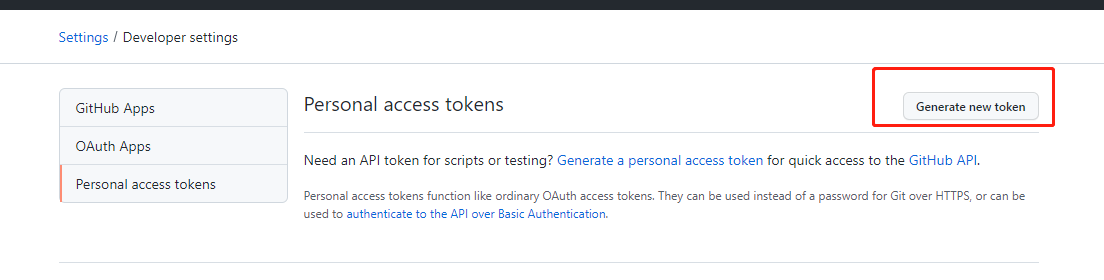 Settings / Developer settings
GitHub Apps
OAuth Apps
Personal access tokens
Personal access tokens
Generate new token
Need an API token for scripts or testing? Generate a personal access token for quick access to the GitHub API.
Personal access tokens function like ordinary OAuth access tokens. They can be used instead of a password for Git over HTTPS, or can be
used to authenticate to the API over Basic Authentication.